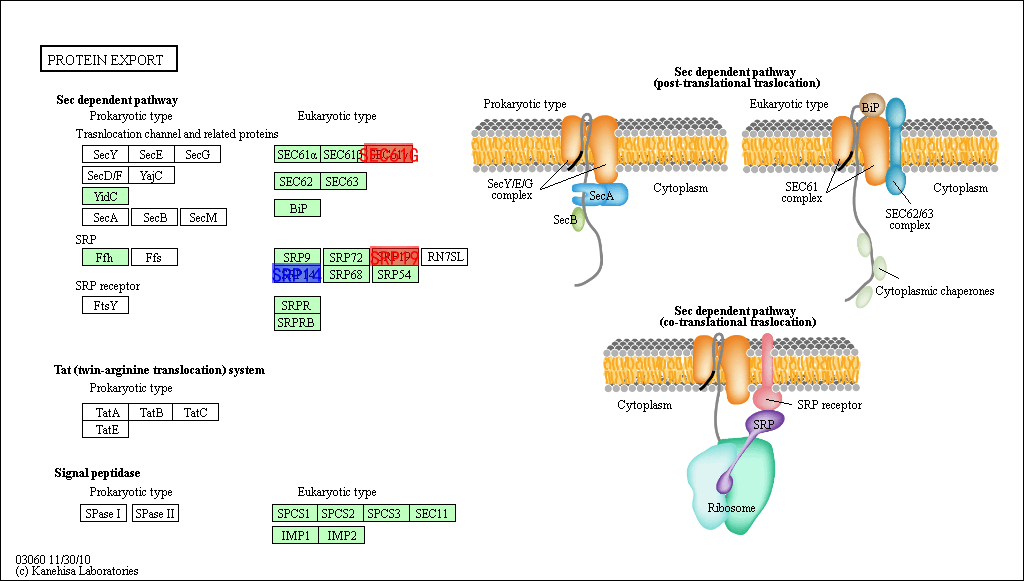 PROTEIN EXPORT
Sec dependent pathway
Prokaryotic type
Eukaryotic type
Trasnlocation channel and related proteins
SecY SecE SecG
SEC61α SEC61β SEC61G
SecD/F YajC
SEC62 SEC63
YidC
BiP
SecA SecB SecM
SRP
Ffh Ffs
SRP9 SRP72 SRP19 RN7SL
SRP14 SRP68 SRP54
SRP receptor
FtsY
SRPR
SRPRB
Tat (twin-arginine translocation) system
Prokaryotic type
TatA TatB TatC
TatE
Signal peptidase
Prokaryotic type
Eukaryotic type
SPase I SPase II
SPCS1 SPCS2 SPCS3 SEC11
IMP1 IMP2
03060 11/30/10
(c) Kanehisa Laboratories
Sec dependent pathway
(post-translational traslocation)
Prokaryotic type
SecY/E/G
complex
SecA
SecB
Cytoplasm
Eukaryotic type
BiP
SEC61
complex
SEC62/63
complex
Cytoplasm
Cytoplasmic chaperones
Sec dependent pathway
(co-translational traslocation)
Cytoplasm
SRP receptor
SRP
Ribosome